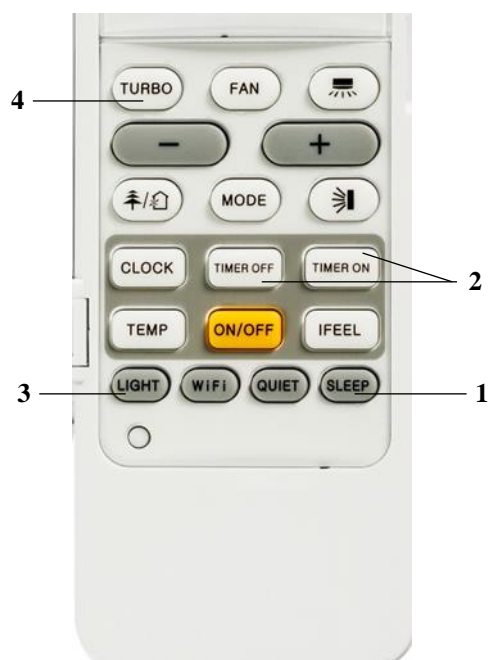 4
TURBO
FAN
−
+
MODE
CLOCK
TIMER OFF
TIMER ON
2
TEMP
ON/OFF
IFEEL
3
LIGHT
WiFi
QUIET
SLEEP
1